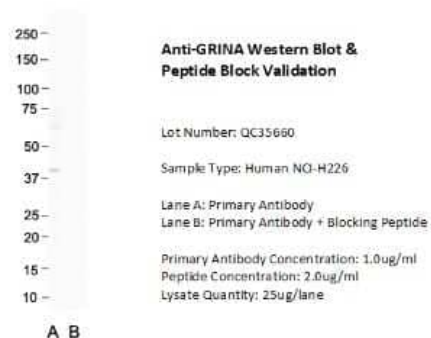 250
150
100
75
50
37
25
20
15
10
A B
Anti-GRINA Western Blot &
Peptide Block Validation
Lot Number: QC35660
Sample Type: Human NCI-H226
Lane A: Primary Antibody
Lane B: Primary Antibody + Blocking Peptide
Primary Antibody Concentration: 1.0ug/ml
Peptide Concentration: 2.0ug/ml
Lysate Quantity: 25ug/lane